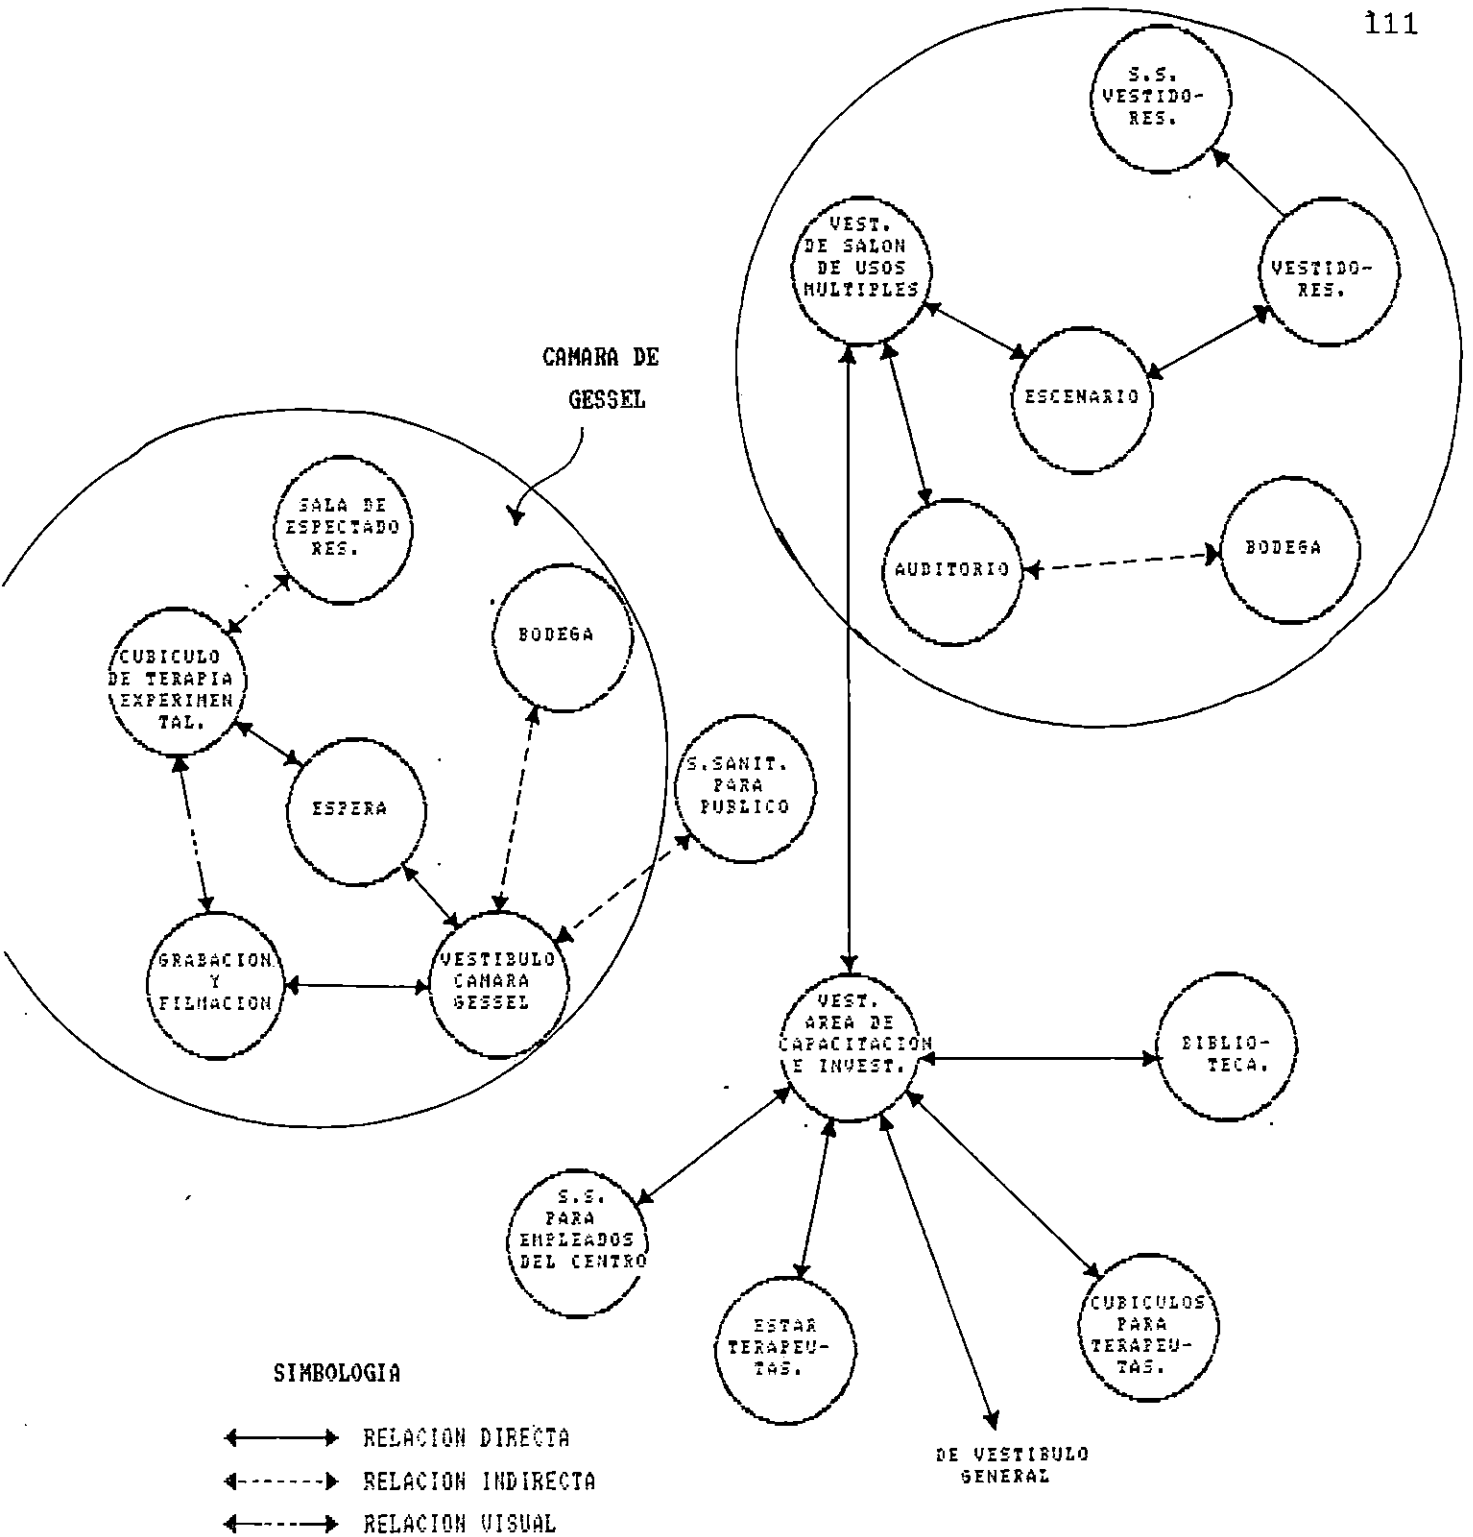 111
S.S.
VESTIDO-
RES.
VEST.
DE SALON
DE USOS
MULTIPLES
VESTIDO-
RES.
ESCENARIO
AUDITORIO
BODEGA
CAMARA DE
GESSEL
SALA DE
ESPECTADO
RES.
BODEGA
CUBICULO
DE TERAPIA
EXPERIMEN
TAL.
ESPERA
S.SANIT.
PARA
PUBLICO
GRABACION
Y
FILMACION
VESTIBULO
CAMARA
GESSEL
VEST.
AREA DE
CAPACITACION
E INVEST.
BIBLIO-
TECA.
S.S.
PARA
EMPLEADOS
DEL CENTRO
ESTAR
TERAPEU-
TAS.
CUBICULOS
PARA
TERAPEU-
TAS.
DE VESTIBULO
GENERAL
SIMBOLOGIA
RELACION DIRECTA
RELACION INDIRECTA
RELACION VISUAL